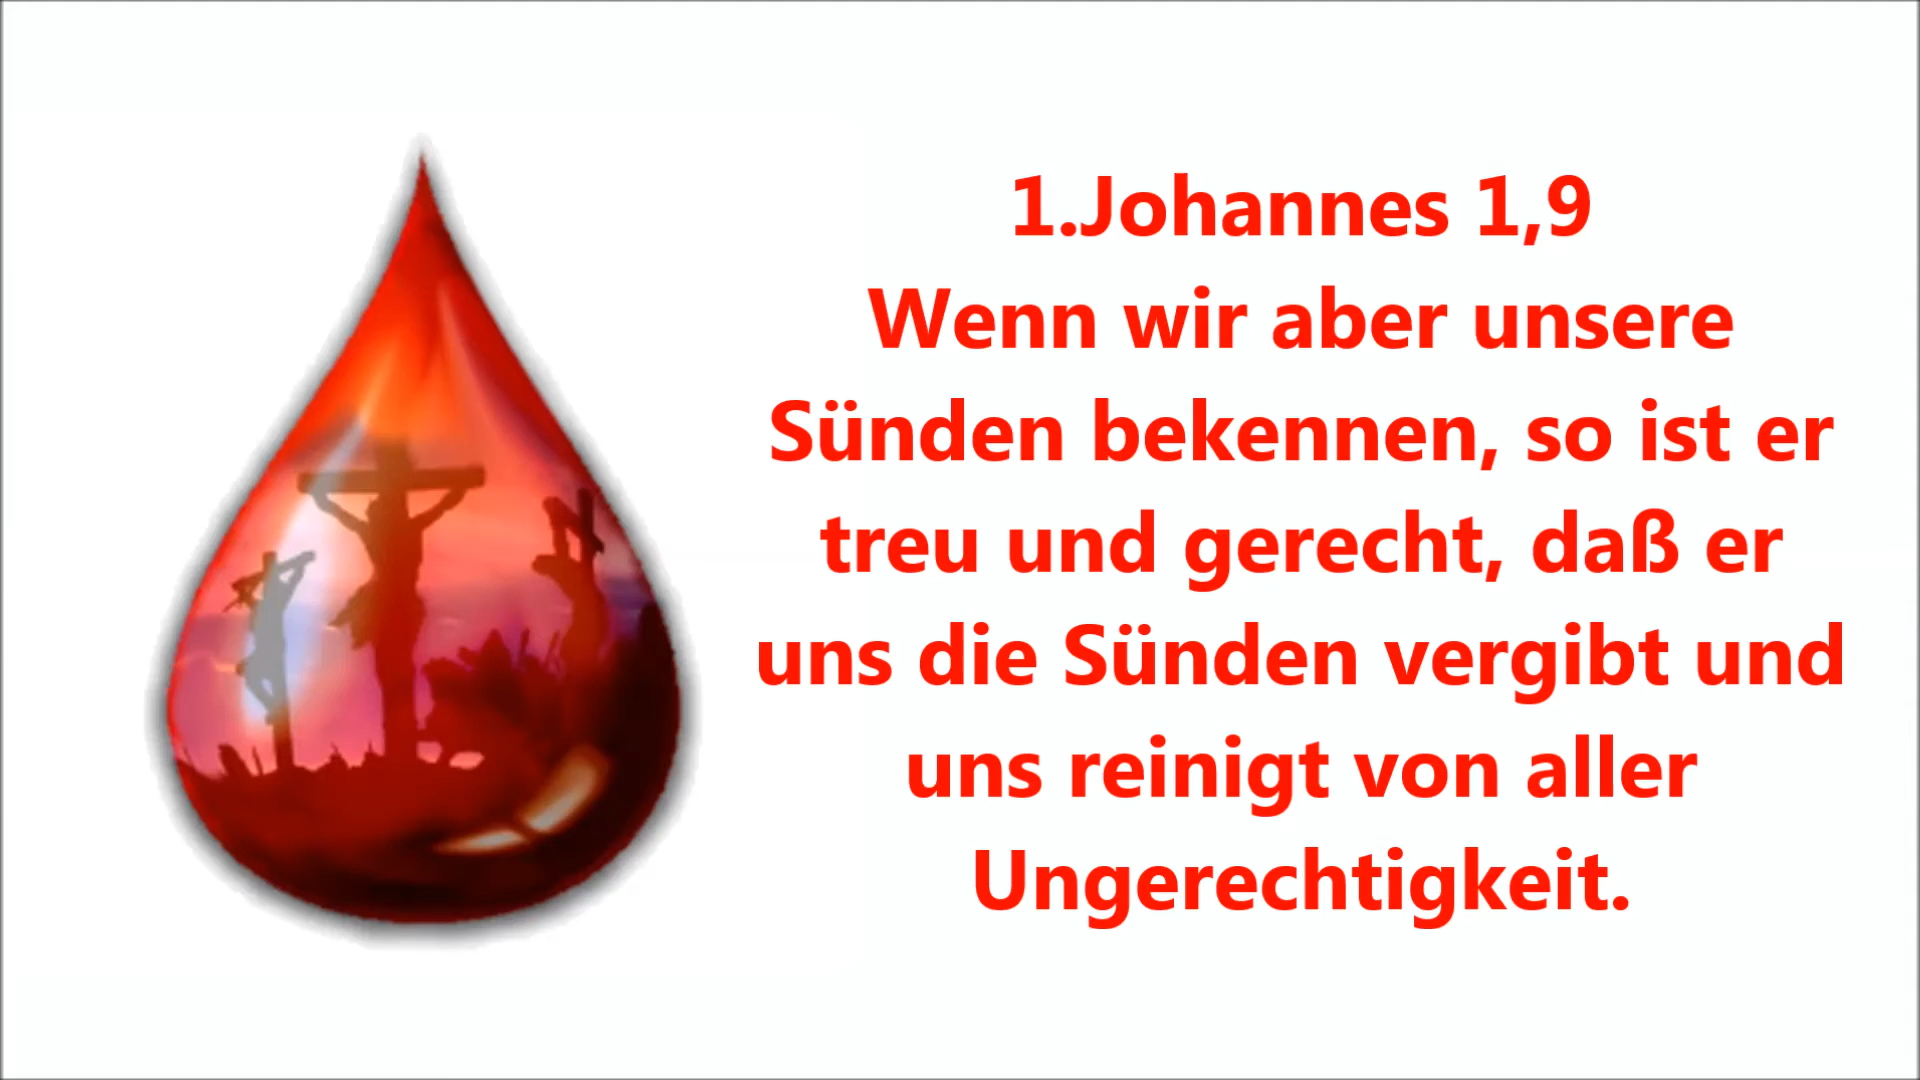 1.Johannes 1,9
Wenn wir aber unsere
Sünden bekennen, so ist er
treu und gerecht, daß er
uns die Sünden vergibt und
uns reinigt von aller
Ungerechtigkeit.